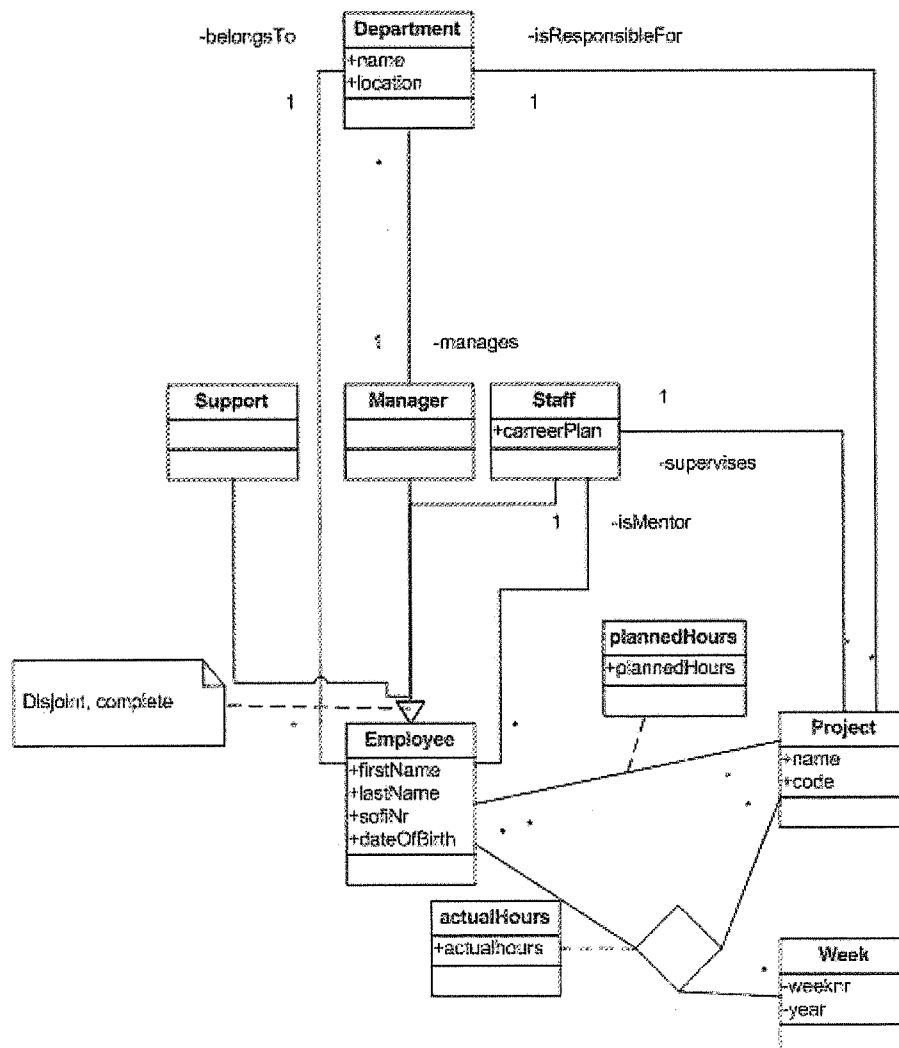 Department
-belongsTo
-isResponsibleFor
+name
+location
1
1
*
1
-manages
Support
Manager
Staff
1
+carreerPlan
-supervises
1
-isMentor
plannedHours
+plannedHours
*
*
Disjoint, complete
*
*
Employee
Project
+firstName
+lastName
+sofiNr
+dateOfBirth
+name
+code
*
*
*
*
actualHours
+actualhours
Week
*
-weeknr
-year